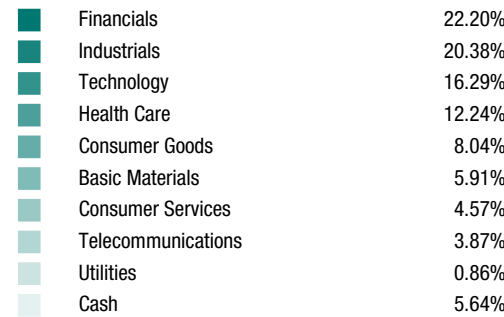 Financials 22.20%
Industrials 20.38%
Technology 16.29%
Health Care 12.24%
Consumer Goods 8.04%
Basic Materials 5.91%
Consumer Services 4.57%
Telecommunications 3.87%
Utilities 0.86%
Cash 5.64%